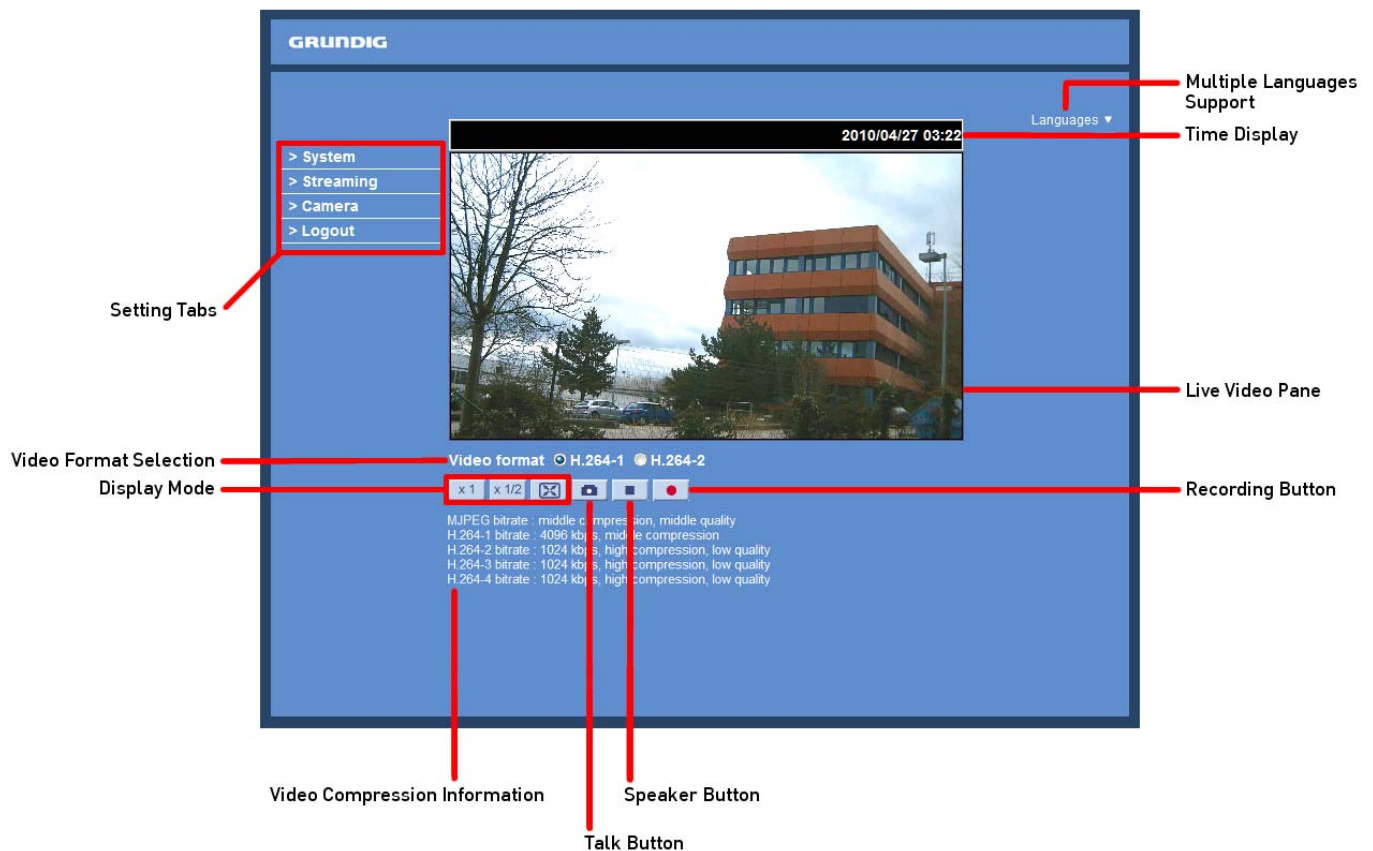 GRUNDIG
Multiple Languages
Support
Languages ▼
2010/04/27 03:22
Time Display
> System
> Streaming
> Camera
> Logout
Setting Tabs
Live Video Pane
Video Format Selection
Video format H.264-1 H.264-2
Display Mode
x 1
x 1/2
Recording Button
MJPEG bitrate : middle compression, middle quality
H.264-1 bitrate : 4096 kbps, middle compression
H.264-2 bitrate : 1024 kbps, high compression, low quality
H.264-3 bitrate : 1024 kbps, high compression, low quality
H.264-4 bitrate : 1024 kbps, high compression, low quality
Video Compression Information
Speaker Button
Talk Button